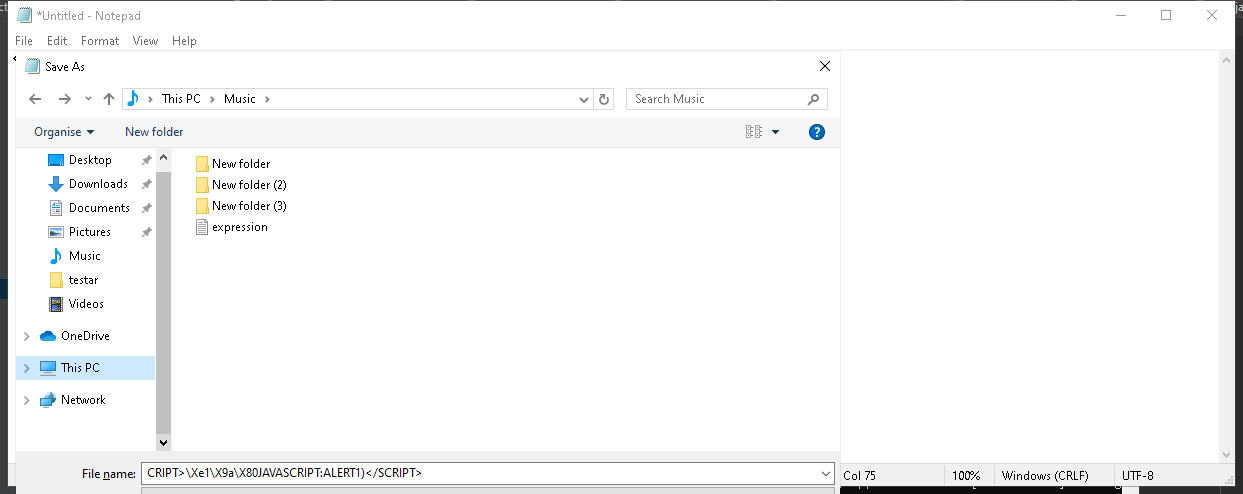 *Untitled - Notepad
File Edit Format View Help
Save As
This PC Music Search Music
Organise New folder
Desktop
Downloads
Documents
Pictures
Music
testar
Videos
OneDrive
This PC
Network
New folder
New folder (2)
New folder (3)
expression
File name: CRIPT>\Xe1\X9a\X80JAVASCRIPT:ALERT1)</SCRIPT>
Col 75 100% Windows (CRLF) UTF-8